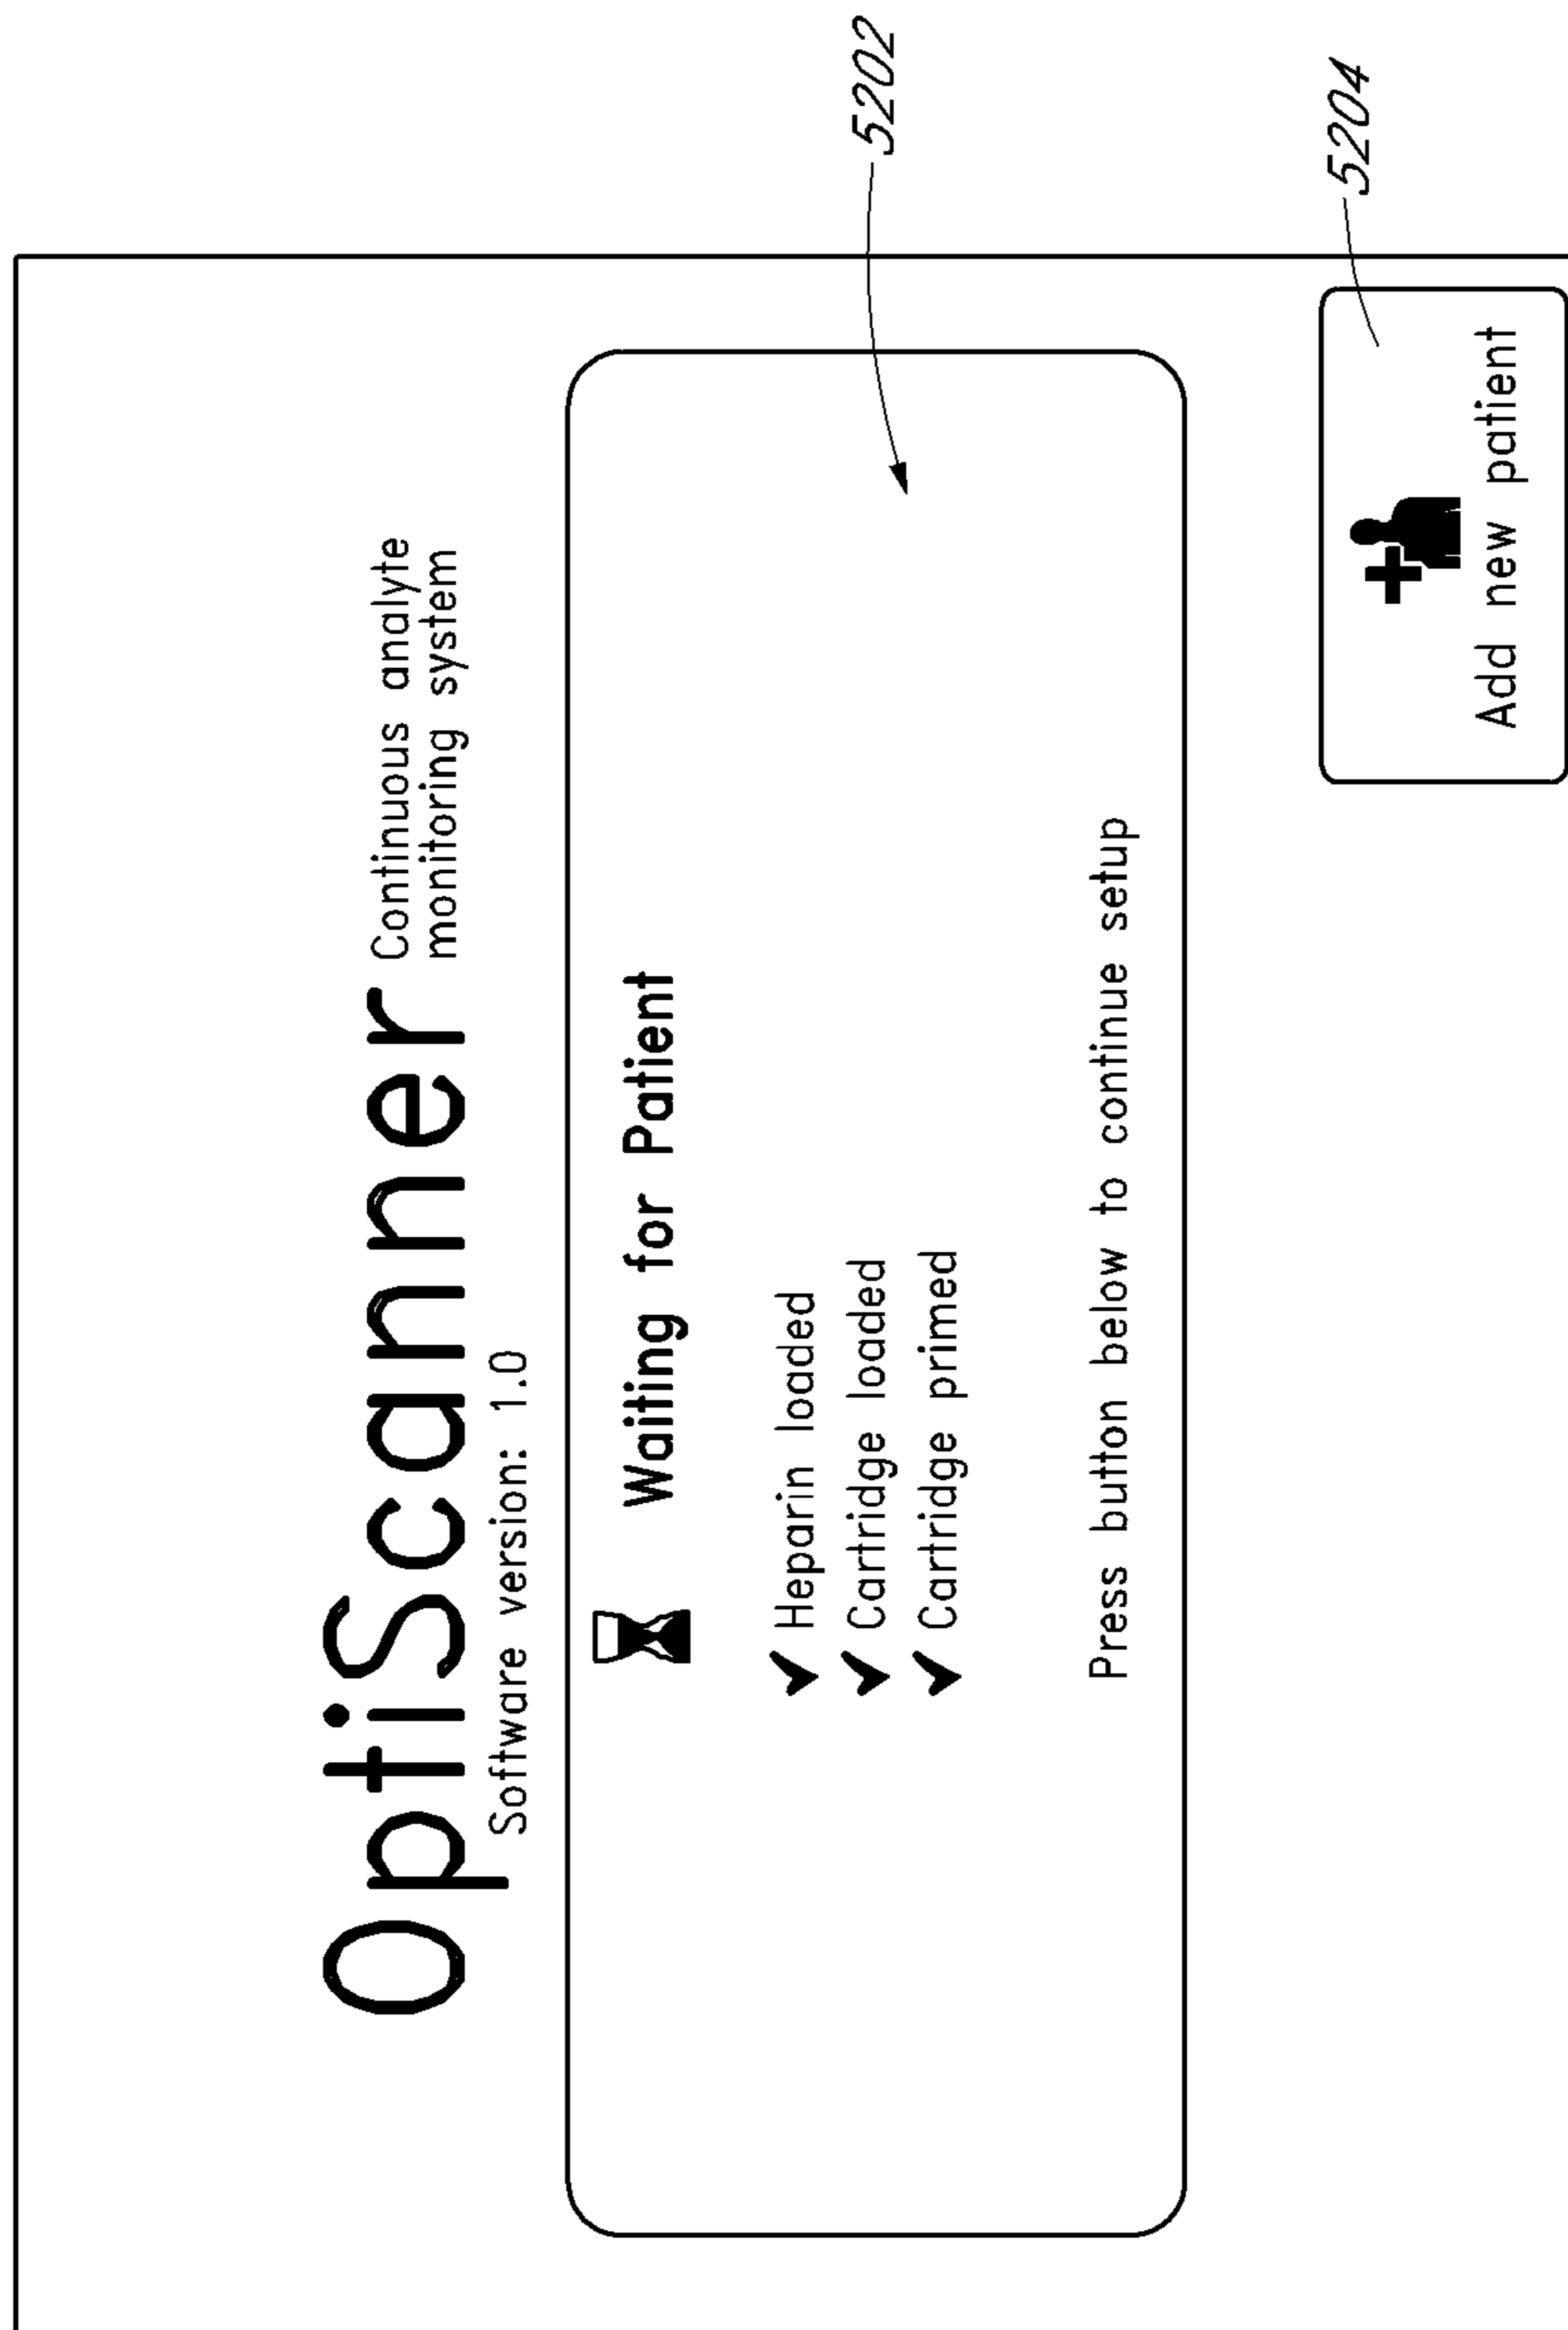 OptiScanner Continuous analyte
monitoring system
Software version: 1.0
Waiting for Patient
Heparin loaded
Cartridge loaded
Cartridge primed
Press button below to continue setup
5202
Add new patient
5204